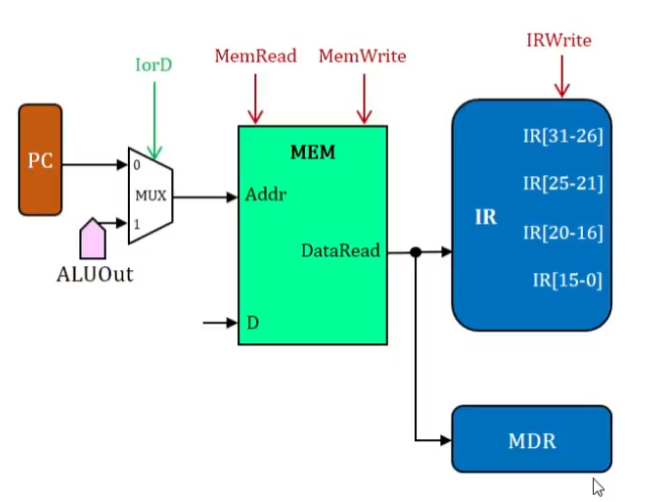 IRWrite
MemRead MemWrite
IorD
PC
0
MUX
1
ALUOut
MEM
Addr
DataRead
D
IR
IR[31-26]
IR[25-21]
IR[20-16]
IR[15-0]
MDR